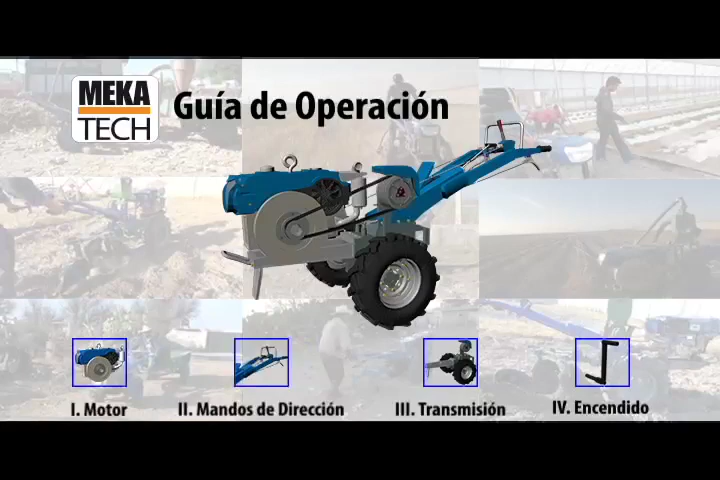 MEKA
TECH
Guía de Operación
I. Motor
II. Mandos de Dirección
III. Transmisión
IV. Encendido